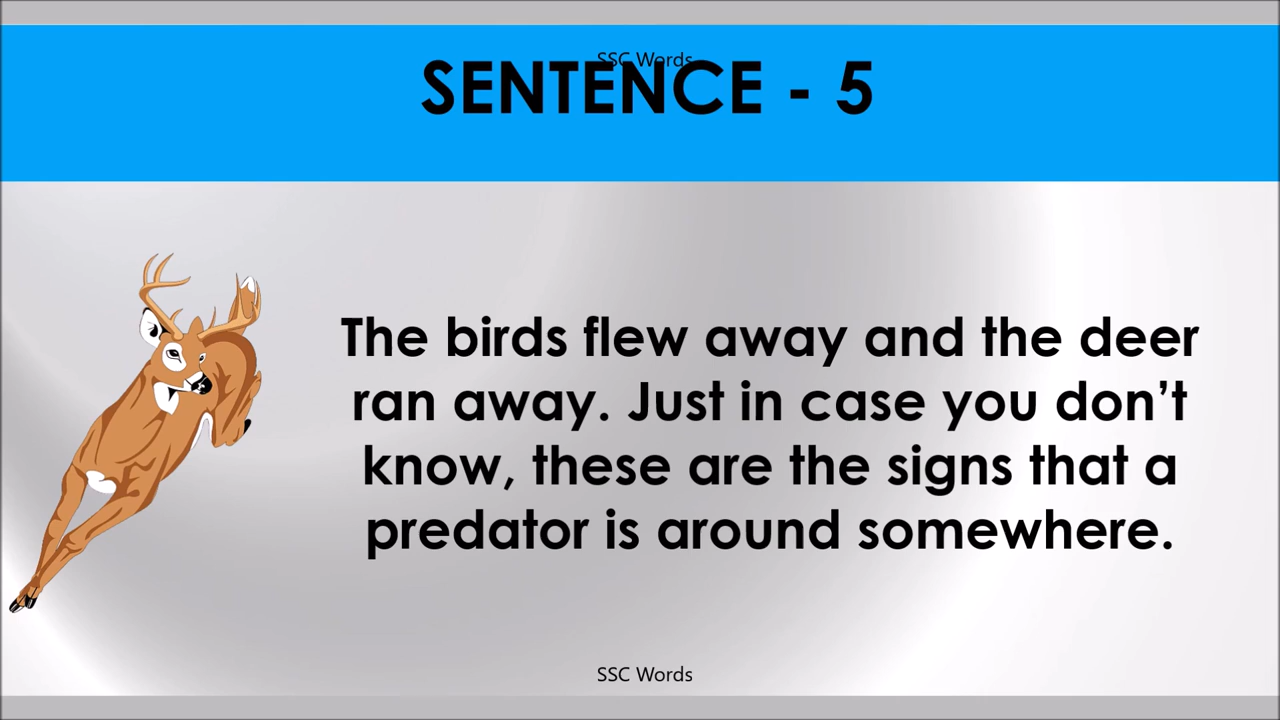 SSC Words
SENTENCE - 5
The birds flew away and the deer
ran away. Just in case you don’t
know, these are the signs that a
predator is around somewhere.
SSC Words